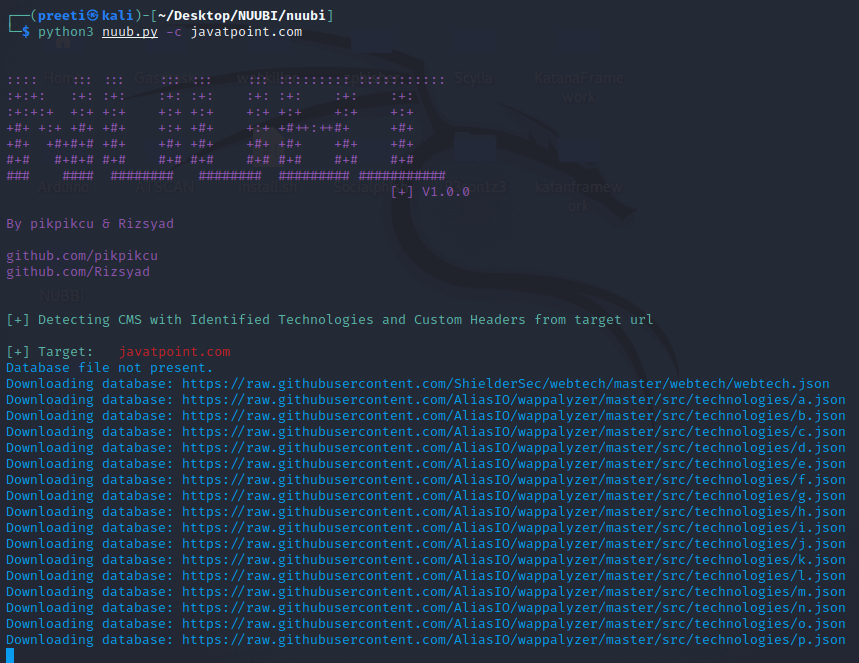 ┌──(preeti㉿kali)-[~/Desktop/NUUBI/nuubi]
└─$ python3 nuub.py -c javatpoint.com
::::    :::  :::    :::  :::    :::  :::::::::  :::::::::::
:+:+:   :+: :+:    :+: :+:    :+: :+:    :+:    :+:
:+:+:+  +:+ +:+    +:+ +:+    +:+ +:+    +:+    +:+
+#+ +:+ +#+ +#+    +:+ +#+    +:+ +#++:++#+     +#+
+#+  +#+#+# +#+    +#+ +#+    +#+ +#+    +#+    +#+
#+#   #+#+# #+#    #+# #+#    #+# #+#    #+#    #+#
###    ####  ########   ########  ######### ###########
[+] V1.0.0
By pikpikcu & Rizsyad
github.com/pikpikcu
github.com/Rizsyad
NUUBI
[+] Detecting CMS with Identified Technologies and Custom Headers from target url
[+] Target:   javatpoint.com
Database file not present.
Downloading database: https://raw.githubusercontent.com/ShielderSec/webtech/master/webtech/webtech.json
Downloading database: https://raw.githubusercontent.com/AliasIO/wappalyzer/master/src/technologies/a.json
Downloading database: https://raw.githubusercontent.com/AliasIO/wappalyzer/master/src/technologies/b.json
Downloading database: https://raw.githubusercontent.com/AliasIO/wappalyzer/master/src/technologies/c.json
Downloading database: https://raw.githubusercontent.com/AliasIO/wappalyzer/master/src/technologies/d.json
Downloading database: https://raw.githubusercontent.com/AliasIO/wappalyzer/master/src/technologies/e.json
Downloading database: https://raw.githubusercontent.com/AliasIO/wappalyzer/master/src/technologies/f.json
Downloading database: https://raw.githubusercontent.com/AliasIO/wappalyzer/master/src/technologies/g.json
Downloading database: https://raw.githubusercontent.com/AliasIO/wappalyzer/master/src/technologies/h.json
Downloading database: https://raw.githubusercontent.com/AliasIO/wappalyzer/master/src/technologies/i.json
Downloading database: https://raw.githubusercontent.com/AliasIO/wappalyzer/master/src/technologies/j.json
Downloading database: https://raw.githubusercontent.com/AliasIO/wappalyzer/master/src/technologies/k.json
Downloading database: https://raw.githubusercontent.com/AliasIO/wappalyzer/master/src/technologies/l.json
Downloading database: https://raw.githubusercontent.com/AliasIO/wappalyzer/master/src/technologies/m.json
Downloading database: https://raw.githubusercontent.com/AliasIO/wappalyzer/master/src/technologies/n.json
Downloading database: https://raw.githubusercontent.com/AliasIO/wappalyzer/master/src/technologies/o.json
Downloading database: https://raw.githubusercontent.com/AliasIO/wappalyzer/master/src/technologies/p.json